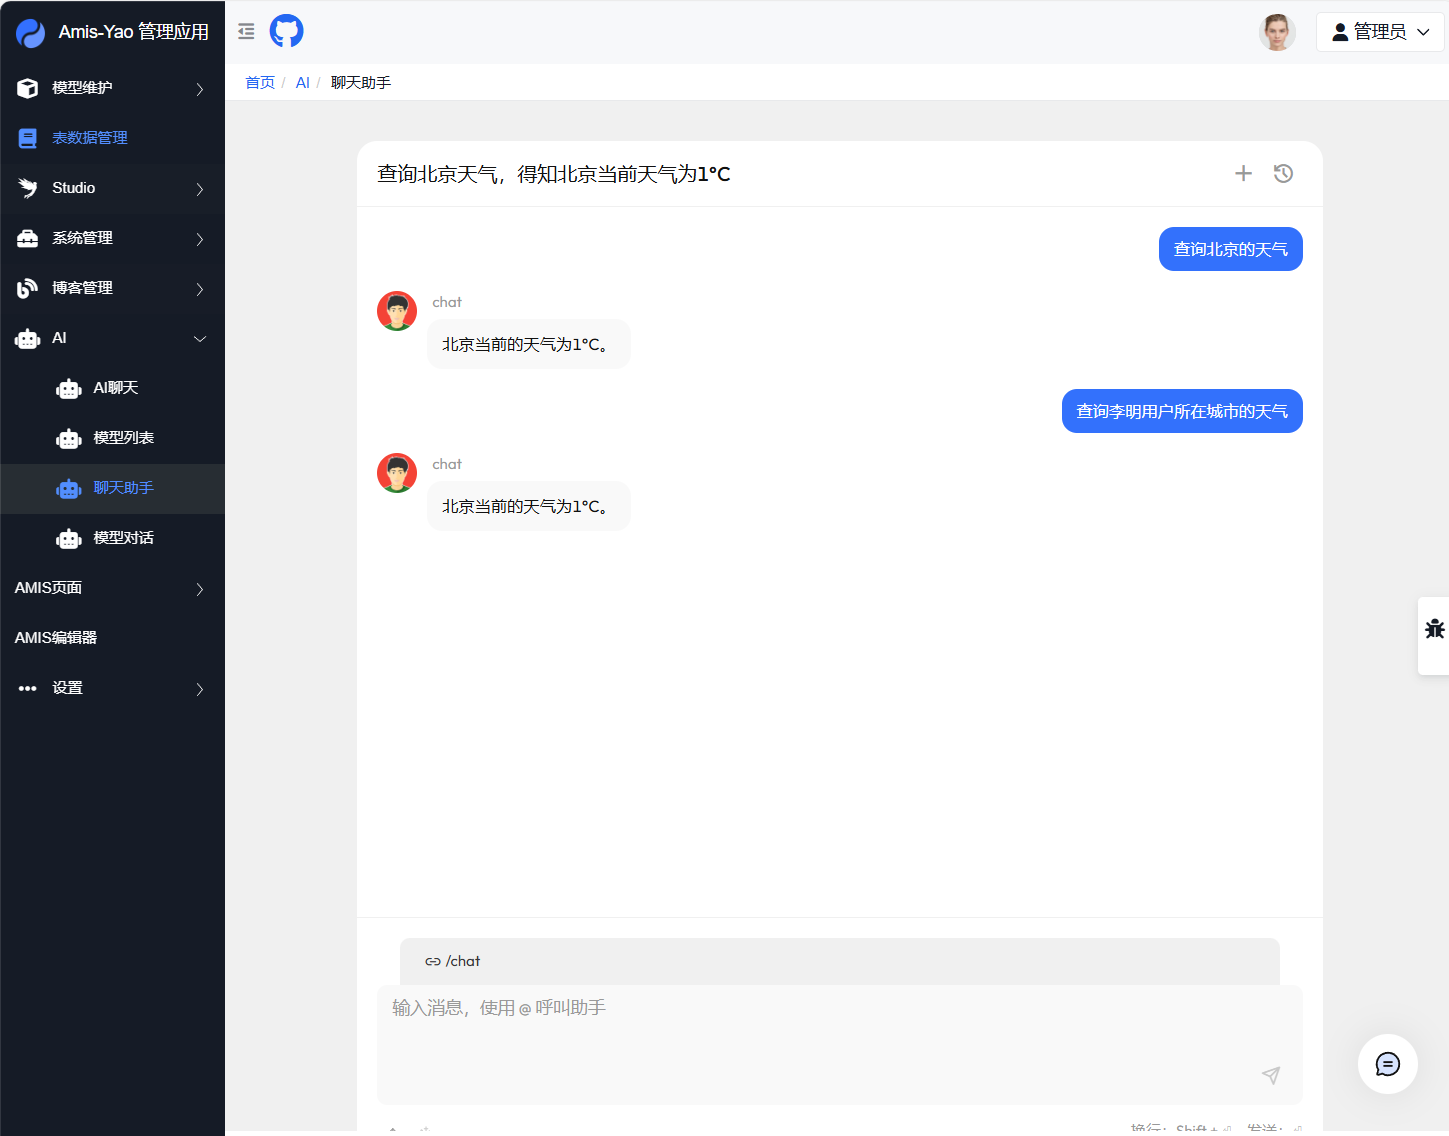 Amis-Yao 管理应用
管理员
模型维护
表数据管理
Studio
系统管理
博客管理
AI
AI聊天
模型列表
聊天助手
模型对话
AMIS页面
AMIS编辑器
设置
首页 / AI / 聊天助手
查询北京天气，得知北京当前天气为1°C
查询北京的天气
chat
北京当前的天气为1°C。
查询李明用户所在城市的天气
chat
北京当前的天气为1°C。
/chat
输入消息，使用 @ 呼叫助手
换行： Shift + 发送：